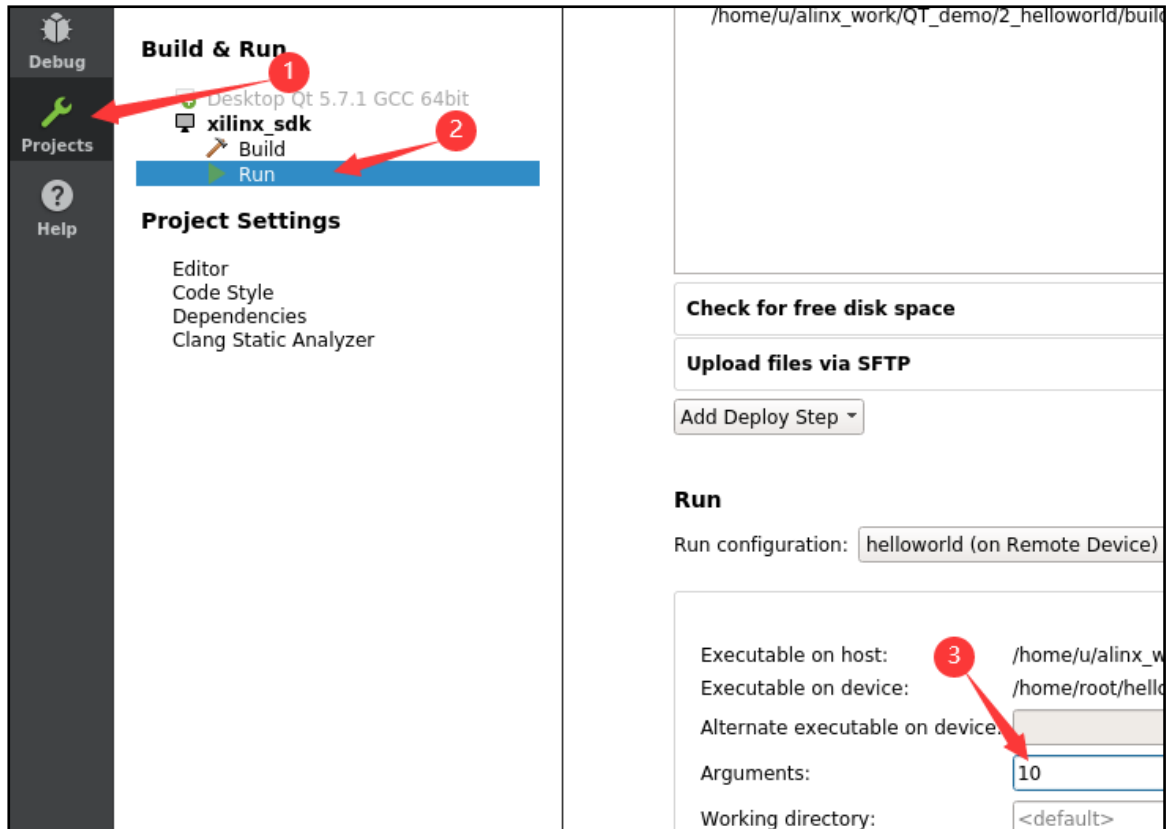 Debug
Projects
Help
Build & Run
1
Desktop Qt 5.7.1 GCC 64bit
xilinx_sdk
2
Build
Run
Project Settings
Editor
Code Style
Dependencies
Clang Static Analyzer
/home/u/alinx_work/QT_demo/2_helloworld/build
Check for free disk space
Upload files via SFTP
Add Deploy Step
Run
Run configuration: helloworld (on Remote Device)
Executable on host: 3 /home/u/alinx_w
Executable on device: /home/root/hello
Alternate executable on device:
Arguments: 10
Working directory: <default>